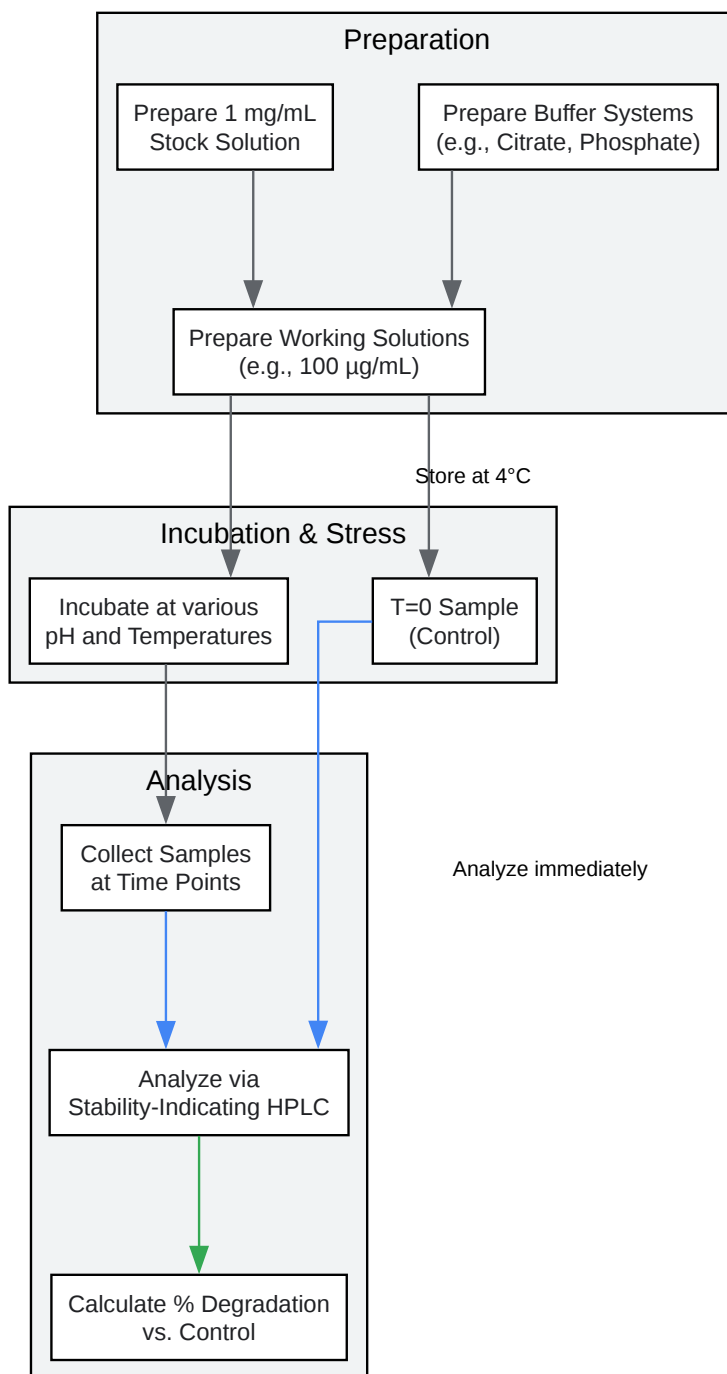 Preparation
Prepare 1 mg/mL
Stock Solution
Prepare Buffer Systems
(e.g., Citrate, Phosphate)
Prepare Working Solutions
(e.g., 100 µg/mL)
Store at 4°C
Incubation & Stress
Incubate at various
pH and Temperatures
T=0 Sample
(Control)
Analysis
Collect Samples
at Time Points
Analyze immediately
Analyze via
Stability-Indicating HPLC
Calculate % Degradation
vs. Control